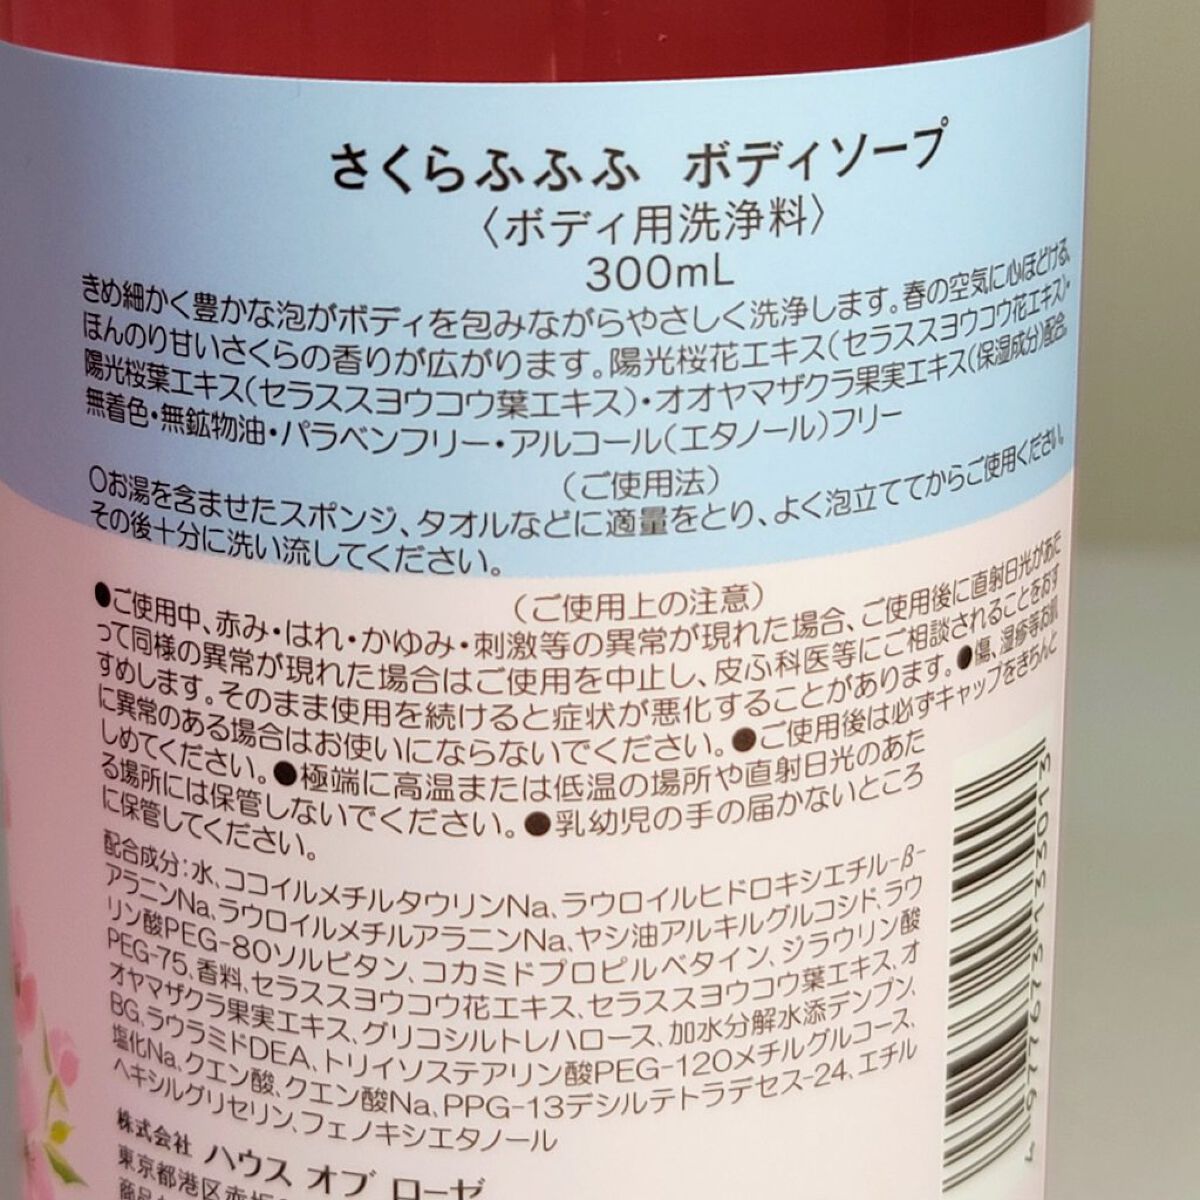 さくらふふふ ボディソープ
〈ボディ用洗浄料〉
300mL
きめ細かく豊かな泡がボディを包みながらやさしく洗浄します。春の空気に心ほどける、
ほんのり甘いさくらの香りが広がります。陽光桜花エキス(セラススヨウコウ花エキス)・
陽光桜葉エキス(セラススヨウコウ葉エキス)・オオヤマザクラ果実エキス(保湿成分)配合。
無着色・無鉱物油・パラベンフリー・アルコール(エタノール)フリー
(ご使用法)
○お湯を含ませたスポンジ、タオルなどに適量をとり、よく泡立ててからご使用ください。
その後十分に洗い流してください。
(ご使用上の注意)
●ご使用中、赤み・はれ・かゆみ・刺激等の異常が現れた場合、ご使用後に直射日光があた
って同様の異常が現れた場合はご使用を中止し、皮ふ科医等にご相談されることをおす
すめします。そのまま使用を続けると症状が悪化することがあります。●傷、湿疹等お肌
に異常のある場合はお使いにならないでください。●ご使用後は必ずキャップをきちんと
しめてください。●極端に高温または低温の場所や直射日光のあた
る場所には保管しないでください。●乳幼児の手の届かないところ
に保管してください。
配合成分:水、ココイルメチルタウリンNa、ラウロイルヒドロキシエチル-β-
アラニンNa、ラウロイルメチルアラニンNa、ヤシ油アルキルグルコシド、ラウ
リン酸PEG-80ソルビタン、コカミドプロピルベタイン、ジラウリン酸
PEG-75、香料、セラススヨウコウ花エキス、セラススヨウコウ葉エキス、オ
オヤマザクラ果実エキス、グリコシルトレハロース、加水分解水添デンプン、
BG、ラウラミドDEA、トリイソステアリン酸PEG-120メチルグルコース、
塩化Na、クエン酸、クエン酸Na、PPG-13デシルテトラデセス-24、エチル
ヘキシルグリセリン、フェノキシエタノール
株式会社 ハウス オブ ローゼ
東京都港区赤坂
商品
4 977673 133013